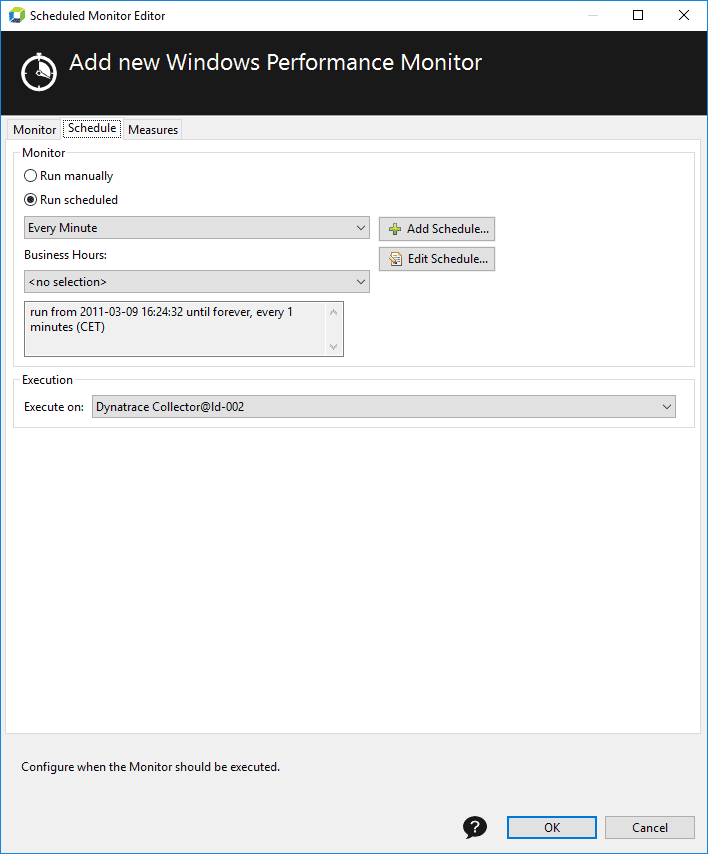 Scheduled Monitor Editor
Add new Windows Performance Monitor
Monitor Schedule Measures
Monitor
Run manually
Run scheduled
Every Minute
Add Schedule...
Business Hours:
Edit Schedule...
<no selection>
run from 2011-03-09 16:24:32 until forever, every 1
minutes (CET)
Execution
Execute on: Dynatrace Collector@ld-002
Configure when the Monitor should be executed.
? OK Cancel